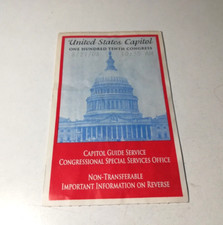 United States Capitol
ONE HUNDRED TENTH CONGRESS
CAPITOL GUIDE SERVICE
CONGRESSIONAL SPECIAL SERVICES OFFICE
NON-TRANSFERABLE
IMPORTANT INFORMATION ON REVERSE